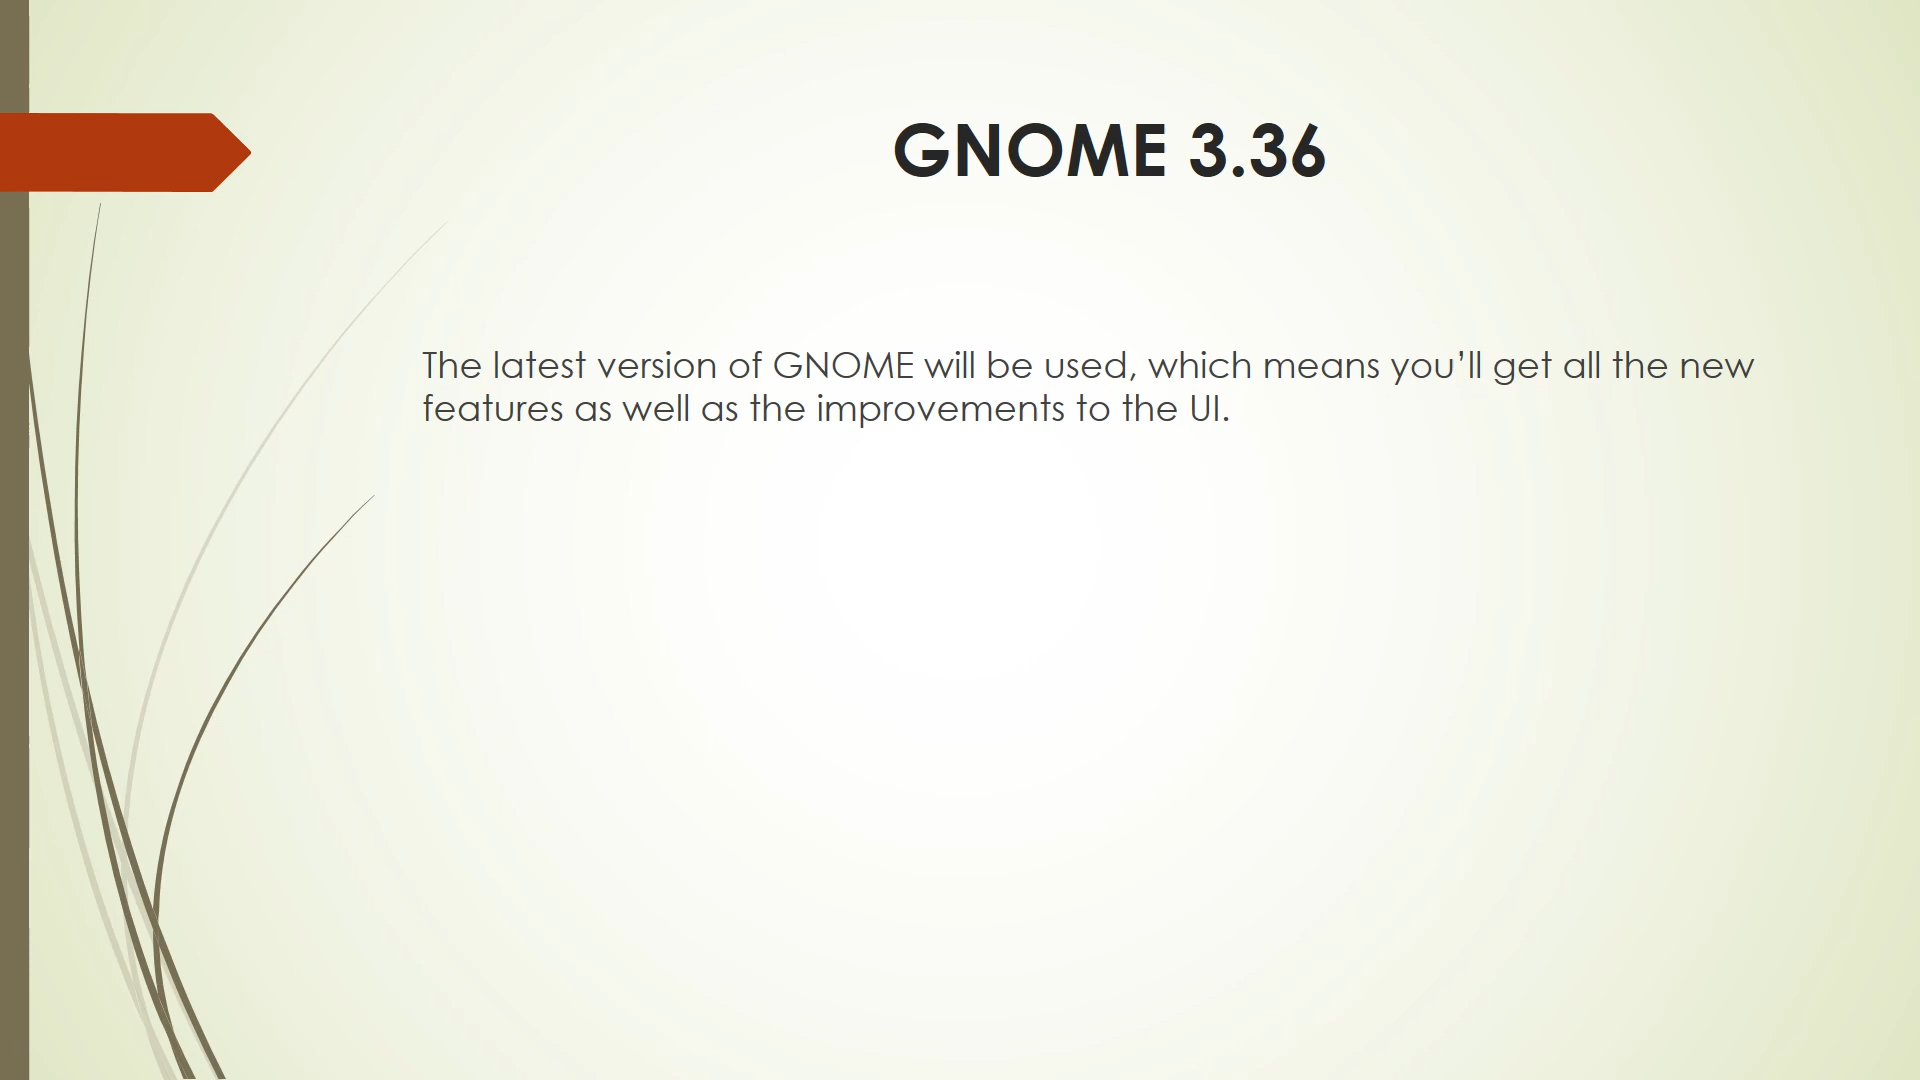 GNOME 3.36
The latest version of GNOME will be used, which means you’ll get all the new
features as well as the improvements to the UI.